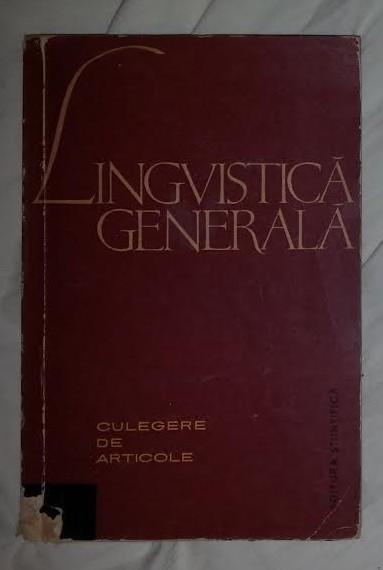 LINGVISTICĂ
GENERALĂ
CULEGERE
DE
ARTICOLE
EDITURA ȘTIINȚIFICĂ